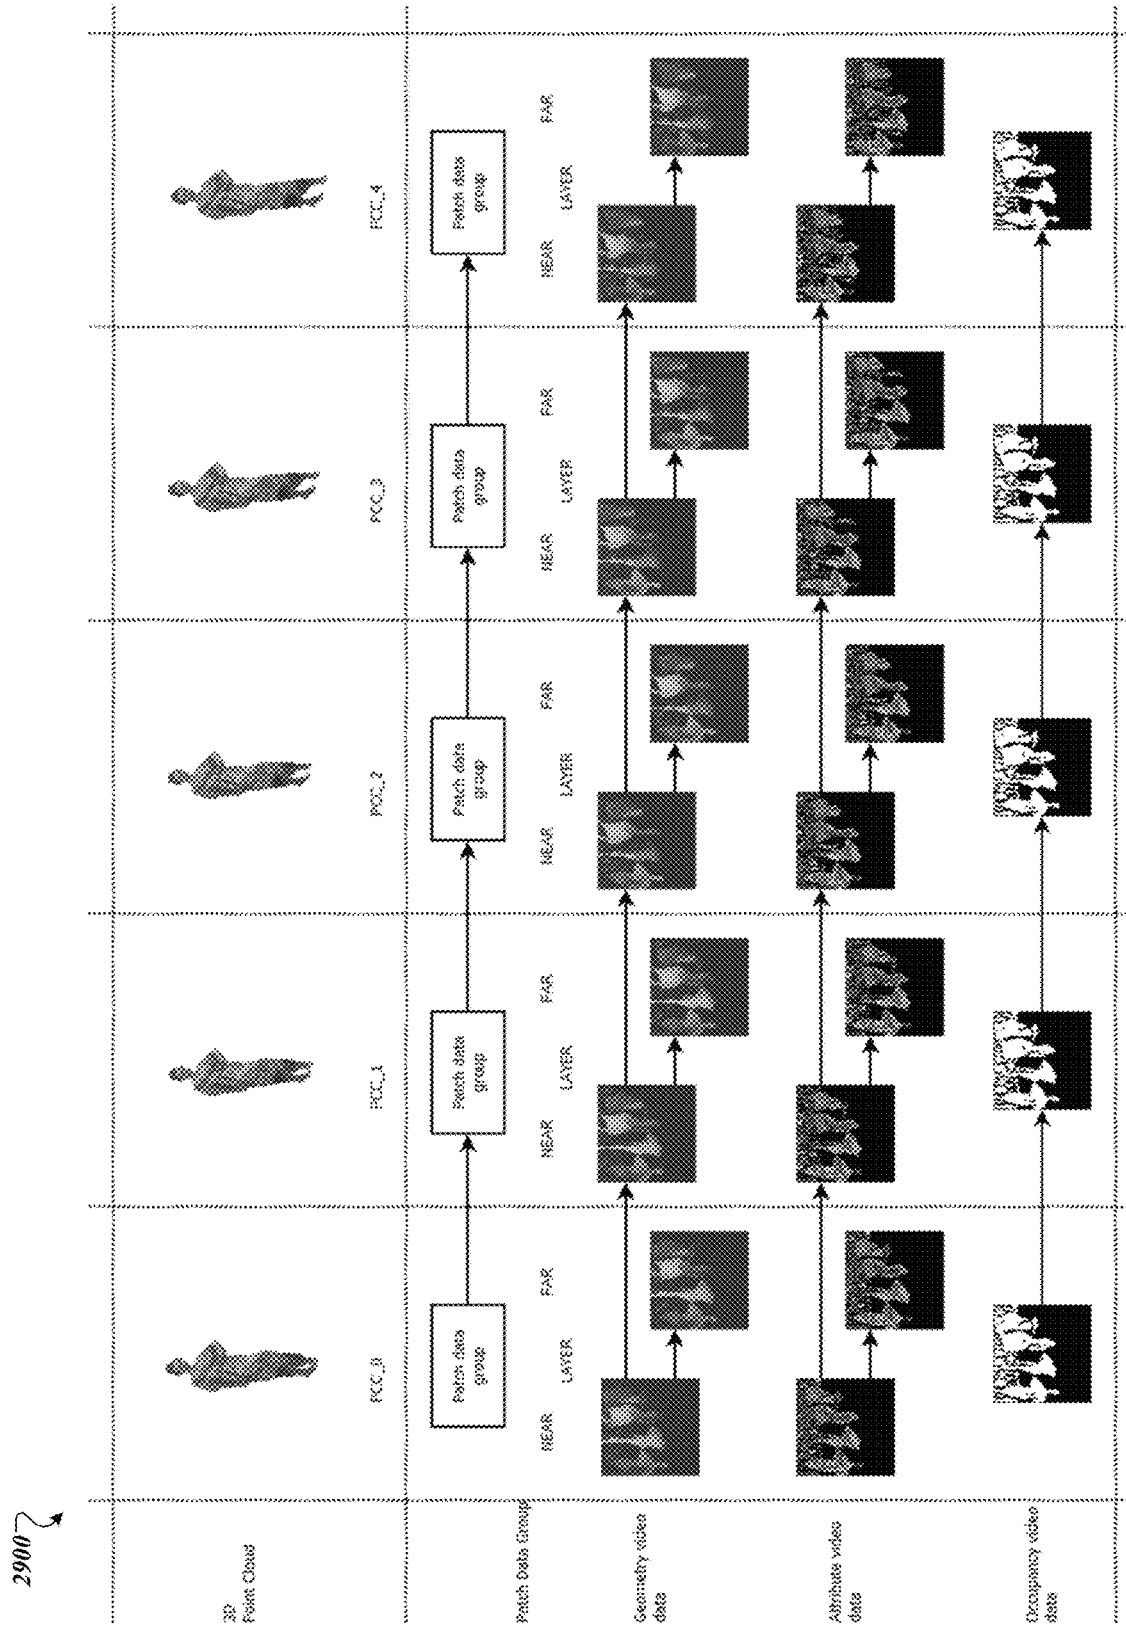 2900
3D
Point Cloud
PCC_0
PCC_1
PCC_2
PCC_3
PCC_4
Patch Data Group
Patch data
group
Patch data
group
Patch data
group
Patch data
group
Patch data
group
NEAR
LAYER
FAR
NEAR
LAYER
FAR
NEAR
LAYER
FAR
NEAR
LAYER
FAR
NEAR
LAYER
FAR
Geometry video
data
Attribute video
data
Occupancy video
data